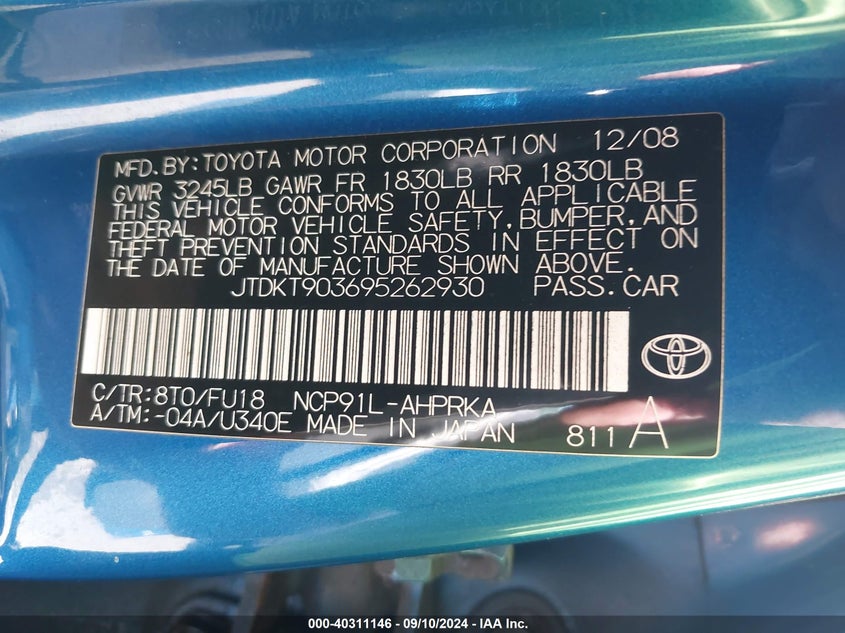 MFD.BY:TOYOTA MOTOR CORPORATION 12/08
GVWR 3245LB GAWR FR 1830LB RR 1830LB
THIS VEHICLE CONFORMS TO ALL APPLICABLE
FEDERAL MOTOR VEHICLE SAFETY,BUMPER,AND
THEFT PREVENTION STANDARDS IN EFFECT ON
THE DATE OF MANUFACTURE SHOWN ABOVE.
JTDKT903695262930 PASS.CAR
C/TR:8T0/FU18 NCP91L-AHPRKA
A/TM:-04A/U340E MADE IN JAPAN 811 A
000-40311146 - 09/10/2024 - IAA Inc.